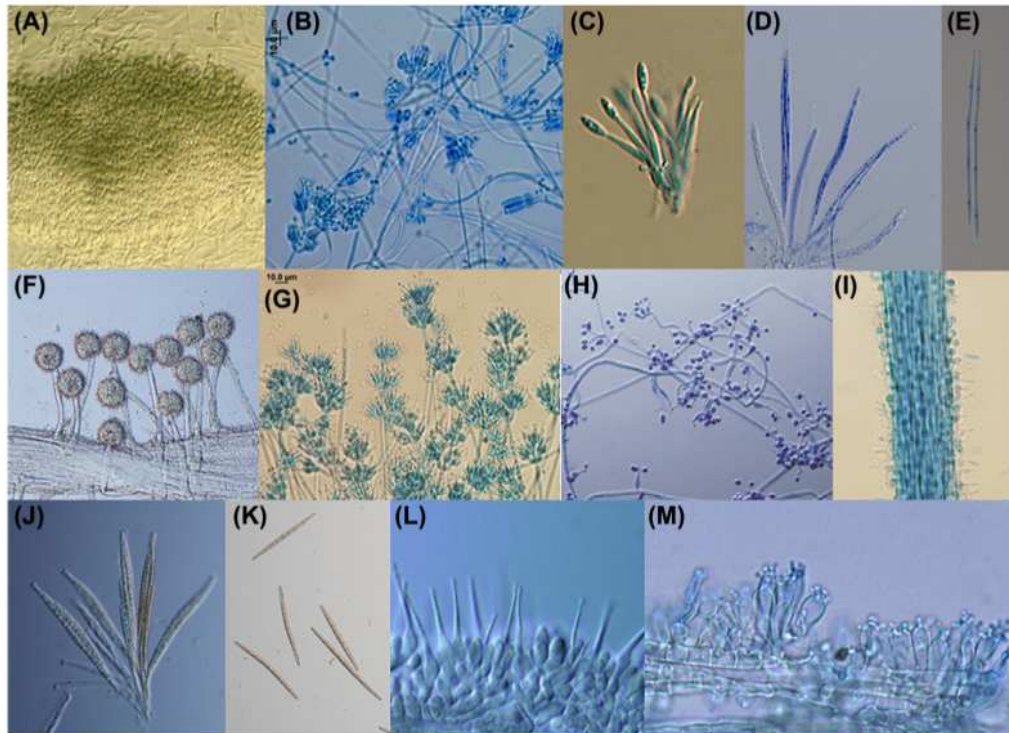 (A)
(B)
10.0 µm
(C)
(D)
(E)
(F)
10.0 µm
(G)
(H)
(I)
(J)
(K)
(L)
(M)